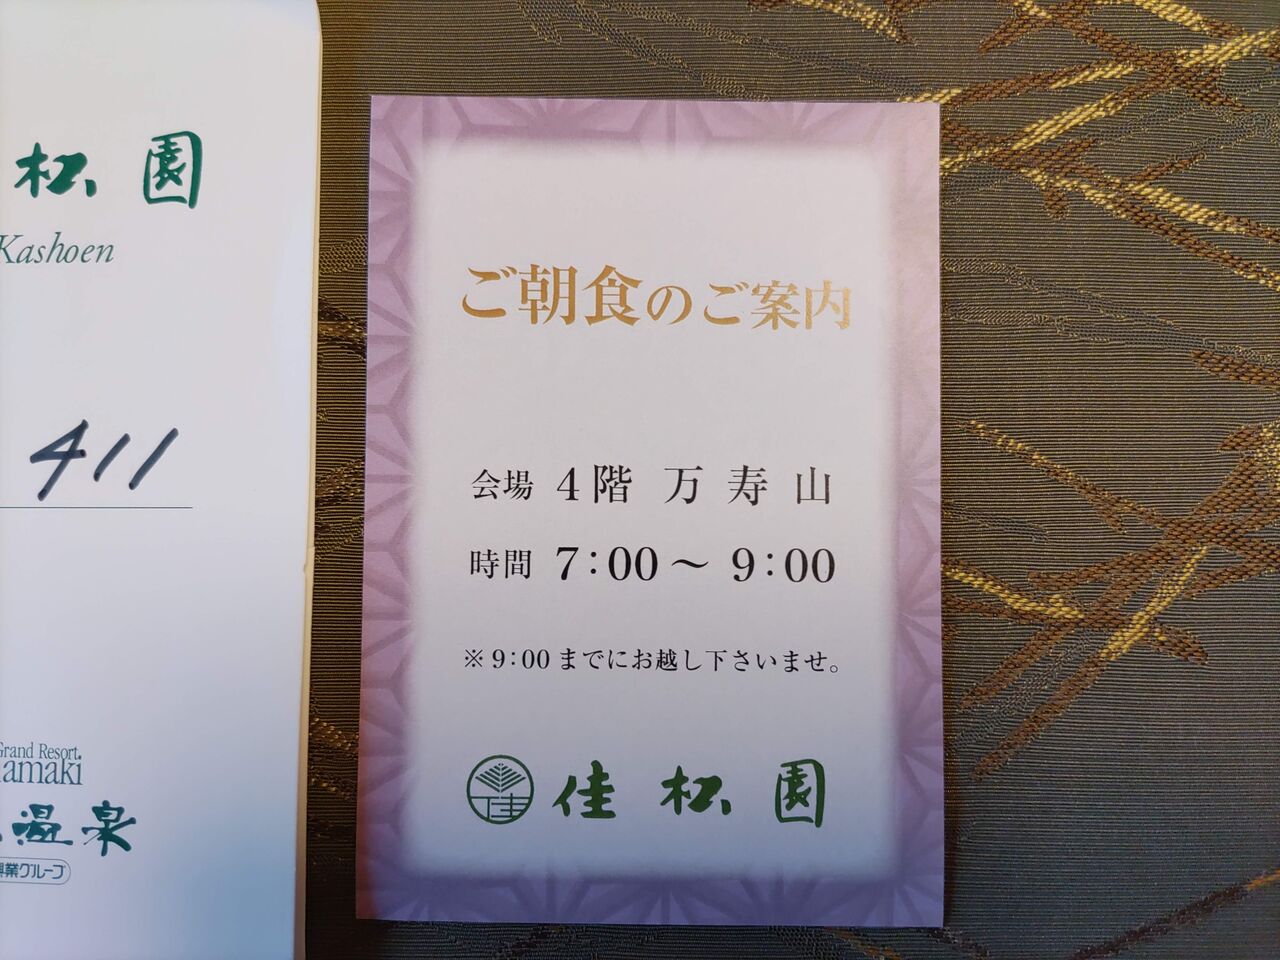 松園
Kashoen
411
Grand Resort
amaki
温泉
業グループ
ご朝食のご案内
会場 4階 万寿山
時間 7:00～9:00
※9:00までにお越し下さいませ。
佳松園